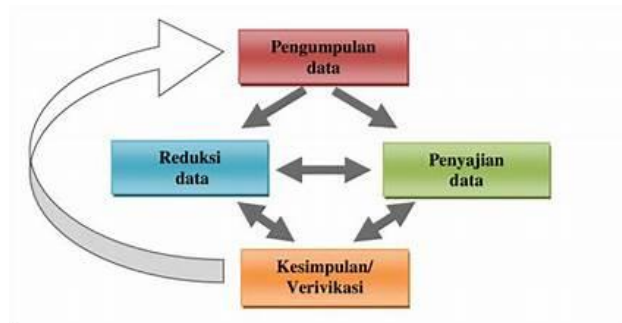 Pengumpulan
data
Reduksi
data
Penyajian
data
Kesimpulan/
Verivikasi